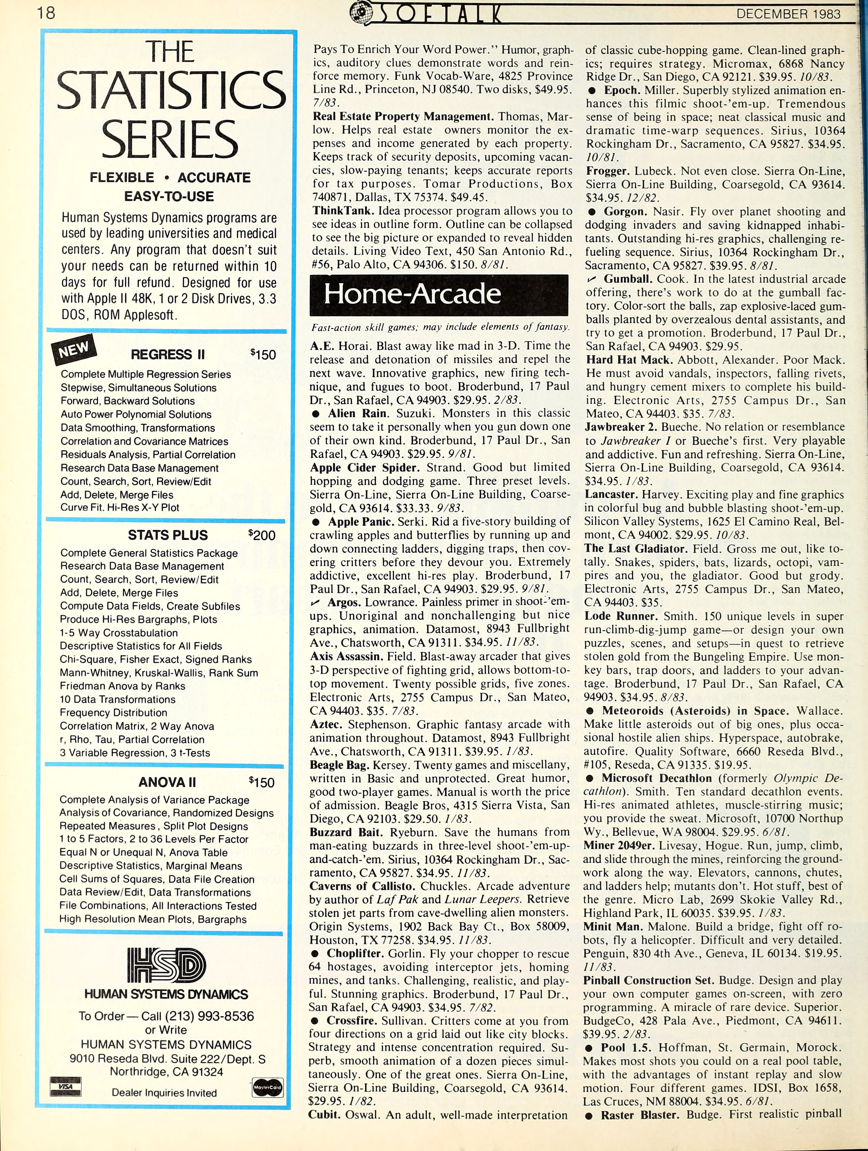 18
SOFTALK
DECEMBER 1983
THE
STATISTICS
SERIES
FLEXIBLE • ACCURATE
EASY-TO-USE
Human Systems Dynamics programs are
used by leading universities and medical
centers. Any program that doesn't suit
your needs can be returned within 10
days for full refund. Designed for use
with Apple II 48K, 1 or 2 Disk Drives, 3.3
DOS, ROM Applesoft.
NEW
REGRESS II $150
Complete Multiple Regression Series
Stepwise, Simultaneous Solutions
Forward, Backward Solutions
Auto Power Polynomial Solutions
Data Smoothing, Transformations
Correlation and Covariance Matrices
Residuals Analysis, Partial Correlation
Research Data Base Management
Count, Search, Sort, Review/Edit
Add, Delete, Merge Files
Curve Fit. Hi-Res X-Y Plot
STATS PLUS $200
Complete General Statistics Package
Research Data Base Management
Count, Search, Sort, Review/Edit
Add, Delete, Merge Files
Compute Data Fields, Create Subfiles
Produce Hi-Res Bargraphs, Plots
1-5 Way Crosstabulation
Descriptive Statistics for All Fields
Chi-Square, Fisher Exact, Signed Ranks
Mann-Whitney, Kruskal-Wallis, Rank Sum
Friedman Anova by Ranks
10 Data Transformations
Frequency Distribution
Correlation Matrix, 2 Way Anova
r, Rho, Tau, Partial Correlation
3 Variable Regression, 3 t-Tests
ANOVA II $150
Complete Analysis of Variance Package
Analysis of Covariance, Randomized Designs
Repeated Measures, Split Plot Designs
1 to 5 Factors, 2 to 36 Levels Per Factor
Equal N or Unequal N, Anova Table
Descriptive Statistics, Marginal Means
Cell Sums of Squares, Data File Creation
Data Review/Edit, Data Transformations
File Combinations, All Interactions Tested
High Resolution Mean Plots, Bargraphs
HSD
HUMAN SYSTEMS DYNAMICS
To Order— Call (213) 993-8536
or Write
HUMAN SYSTEMS DYNAMICS
9010 Reseda Blvd. Suite 222/Dept. S
Northridge, CA 91324
VISA
Dealer Inquiries Invited
MasterCard
Pays To Enrich Your Word Power." Humor, graph-
ics, auditory clues demonstrate words and rein-
force memory. Funk Vocab-Ware, 4825 Province
Line Rd., Princeton, NJ 08540. Two disks, $49.95.
7/83.
Real Estate Property Management. Thomas, Mar-
low. Helps real estate owners monitor the ex-
penses and income generated by each property.
Keeps track of security deposits, upcoming vacan-
cies, slow-paying tenants; keeps accurate reports
for tax purposes. Tomar Productions, Box
740871, Dallas, TX 75374. $49.45.
ThinkTank. Idea processor program allows you to
see ideas in outline form. Outline can be collapsed
to see the big picture or expanded to reveal hidden
details. Living Video Text, 450 San Antonio Rd.,
#56, Palo Alto, CA 94306. $150. 8/81.
Home-Arcade
Fast-action skill games; may include elements of fantasy.
A.E. Horai. Blast away like mad in 3-D. Time the
release and detonation of missiles and repel the
next wave. Innovative graphics, new firing tech-
nique, and fugues to boot. Broderbund, 17 Paul
Dr., San Rafael, CA 94903. $29.95. 2/83.
● Alien Rain. Suzuki. Monsters in this classic
seem to take it personally when you gun down one
of their own kind. Broderbund, 17 Paul Dr., San
Rafael, CA 94903. $29.95. 9/81.
Apple Cider Spider. Strand. Good but limited
hopping and dodging game. Three preset levels.
Sierra On-Line, Sierra On-Line Building, Coarse-
gold, CA 93614. $33.33. 9/83.
● Apple Panic. Serki. Rid a five-story building of
crawling apples and butterflies by running up and
down connecting ladders, digging traps, then cov-
ering critters before they devour you. Extremely
addictive, excellent hi-res play. Broderbund, 17
Paul Dr., San Rafael, CA 94903. $29.95. 9/81.
✓ Argos. Lowrance. Painless primer in shoot-'em-
ups. Unoriginal and nonchallenging but nice
graphics, animation. Datamost, 8943 Fullbright
Ave., Chatsworth, CA 91311. $34.95. 11/83.
Axis Assassin. Field. Blast-away arcader that gives
3-D perspective of fighting grid, allows bottom-to-
top movement. Twenty possible grids, five zones.
Electronic Arts, 2755 Campus Dr., San Mateo,
CA 94403. $35. 7/83.
Aztec. Stephenson. Graphic fantasy arcade with
animation throughout. Datamost, 8943 Fullbright
Ave., Chatsworth, CA 91311. $39.95. 1/83.
Beagle Bag. Kersey. Twenty games and miscellany,
written in Basic and unprotected. Great humor,
good two-player games. Manual is worth the price
of admission. Beagle Bros, 4315 Sierra Vista, San
Diego, CA 92103. $29.50. 1/83.
Buzzard Bait. Ryeburn. Save the humans from
man-eating buzzards in three-level shoot-'em-up-
and-catch-'em. Sirius, 10364 Rockingham Dr., Sac-
ramento, CA 95827. $34.95. 11/83.
Caverns of Callisto. Chuckles. Arcade adventure
by author of Laf Pak and Lunar Leepers. Retrieve
stolen jet parts from cave-dwelling alien monsters.
Origin Systems, 1902 Back Bay Ct., Box 58009,
Houston, TX 77258. $34.95. 11/83.
● Choplifter. Gorlin. Fly your chopper to rescue
64 hostages, avoiding interceptor jets, homing
mines, and tanks. Challenging, realistic, and play-
ful. Stunning graphics. Broderbund, 17 Paul Dr.,
San Rafael, CA 94903. $34.95. 7/82.
● Crossfire. Sullivan. Critters come at you from
four directions on a grid laid out like city blocks.
Strategy and intense concentration required. Su-
perb, smooth animation of a dozen pieces simul-
taneously. One of the great ones. Sierra On-Line,
Sierra On-Line Building, Coarsegold, CA 93614.
$29.95. 1/82.
Cubit. Oswal. An adult, well-made interpretation
of classic cube-hopping game. Clean-lined graph-
ics; requires strategy. Micromax, 6868 Nancy
Ridge Dr., San Diego, CA 92121. $39.95. 10/83.
● Epoch. Miller. Superbly stylized animation en-
hances this filmic shoot-'em-up. Tremendous
sense of being in space; neat classical music and
dramatic time-warp sequences. Sirius, 10364
Rockingham Dr., Sacramento, CA 95827. $34.95.
10/81.
Frogger. Lubeck. Not even close. Sierra On-Line,
Sierra On-Line Building, Coarsegold, CA 93614.
$34.95. 12/82.
● Gorgon. Nasir. Fly over planet shooting and
dodging invaders and saving kidnapped inhabi-
tants. Outstanding hi-res graphics, challenging re-
fueling sequence. Sirius, 10364 Rockingham Dr.,
Sacramento, CA 95827. $39.95. 8/81.
✓ Gumball. Cook. In the latest industrial arcade
offering, there's work to do at the gumball fac-
tory. Color-sort the balls, zap explosive-laced gum-
balls planted by overzealous dental assistants, and
try to get a promotion. Broderbund, 17 Paul Dr.,
San Rafael, CA 94903. $29.95.
Hard Hat Mack. Abbott, Alexander. Poor Mack.
He must avoid vandals, inspectors, falling rivets,
and hungry cement mixers to complete his build-
ing. Electronic Arts, 2755 Campus Dr., San
Mateo, CA 94403. $35. 7/83.
Jawbreaker 2. Bueche. No relation or resemblance
to Jawbreaker I or Bueche's first. Very playable
and addictive. Fun and refreshing. Sierra On-Line,
Sierra On-Line Building, Coarsegold, CA 93614.
$34.95. 1/83.
Lancaster. Harvey. Exciting play and fine graphics
in colorful bug and bubble blasting shoot-'em-up.
Silicon Valley Systems, 1625 El Camino Real, Bel-
mont, CA 94002. $29.95. 10/83.
The Last Gladiator. Field. Gross me out, like to-
tally. Snakes, spiders, bats, lizards, octopi, vam-
pires and you, the gladiator. Good but grody.
Electronic Arts, 2755 Campus Dr., San Mateo,
CA 94403. $35.
Lode Runner. Smith. 150 unique levels in super
run-climb-dig-jump game—or design your own
puzzles, scenes, and setups—in quest to retrieve
stolen gold from the Bungeling Empire. Use mon-
key bars, trap doors, and ladders to your advan-
tage. Broderbund, 17 Paul Dr., San Rafael, CA
94903. $34.95. 8/83.
● Meteoroids (Asteroids) in Space. Wallace.
Make little asteroids out of big ones, plus occa-
sional hostile alien ships. Hyperspace, autobrake,
autofire. Quality Software, 6660 Reseda Blvd.,
#105, Reseda, CA 91335. $19.95.
● Microsoft Decathlon (formerly Olympic De-
cathlon). Smith. Ten standard decathlon events.
Hi-res animated athletes, muscle-stirring music;
you provide the sweat. Microsoft, 10700 Northup
Wy., Bellevue, WA 98004. $29.95. 6/81.
Miner 2049er. Livesay, Hogue. Run, jump, climb,
and slide through the mines, reinforcing the ground-
work along the way. Elevators, cannons, chutes,
and ladders help; mutants don't. Hot stuff, best of
the genre. Micro Lab, 2699 Skokie Valley Rd.,
Highland Park, IL 60035. $39.95. 1/83.
Minit Man. Malone. Build a bridge, fight off ro-
bots, fly a helicopter. Difficult and very detailed.
Penguin, 830 4th Ave., Geneva, IL 60134. $19.95.
11/83.
Pinball Construction Set. Budge. Design and play
your own computer games on-screen, with zero
programming. A miracle of rare device. Superior.
BudgeCo, 428 Pala Ave., Piedmont, CA 94611.
$39.95. 2/83.
● Pool 1.5. Hoffman, St. Germain, Morock.
Makes most shots you could on a real pool table,
with the advantages of instant replay and slow
motion. Four different games. IDSI, Box 1658,
Las Cruces, NM 88004. $34.95. 6/81.
● Raster Blaster. Budge. First realistic pinball